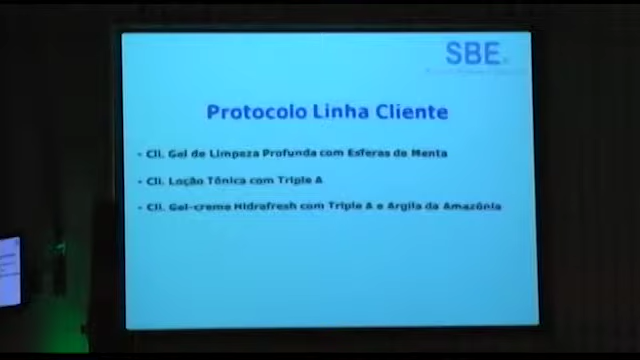 SBE
Protocolo Linha Cliente
- Cli. Gel de Limpeza Profunda com Esferas de Menta
- Cli. Loção Tônica com Triple A
- Cli. Gel-creme Hidrafresh com Triple A e Argila da Amazônia